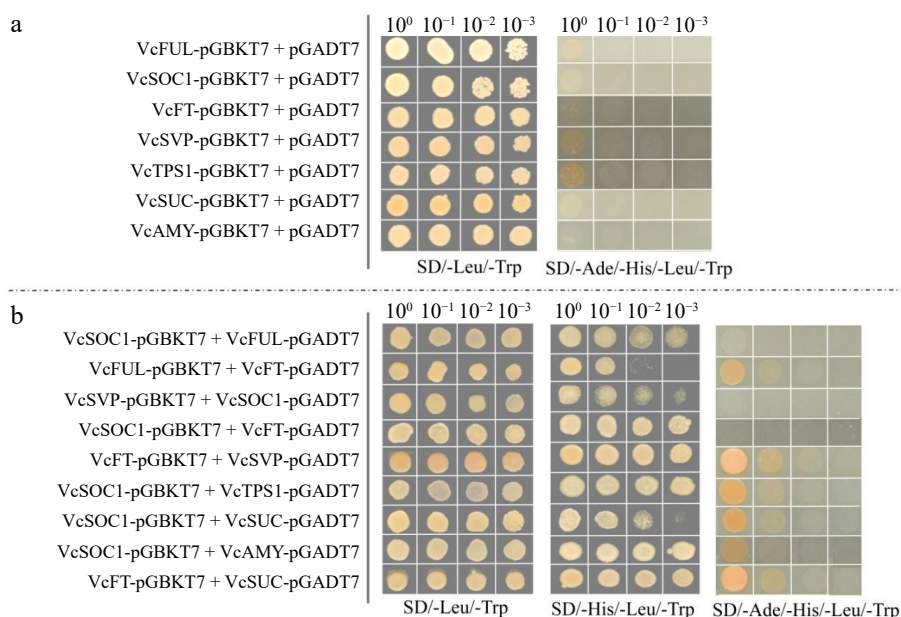 a
10⁰ 10⁻¹ 10⁻² 10⁻³ 10⁰ 10⁻¹ 10⁻² 10⁻³
VcFUL-pGBKT7 + pGADT7
VcSOC1-pGBKT7 + pGADT7
VcFT-pGBKT7 + pGADT7
VcSVP-pGBKT7 + pGADT7
VcTPS1-pGBKT7 + pGADT7
VcSUC-pGBKT7 + pGADT7
VcAMY-pGBKT7 + pGADT7
SD/-Leu/-Trp SD/-Ade/-His/-Leu/-Trp
b
10⁰ 10⁻¹ 10⁻² 10⁻³ 10⁰ 10⁻¹ 10⁻² 10⁻³
VcSOC1-pGBKT7 + VcFUL-pGADT7
VcFUL-pGBKT7 + VcFT-pGADT7
VcSVP-pGBKT7 + VcSOC1-pGADT7
VcSOC1-pGBKT7 + VcFT-pGADT7
VcFT-pGBKT7 + VcSVP-pGADT7
VcSOC1-pGBKT7 + VcTPS1-pGADT7
VcSOC1-pGBKT7 + VcSUC-pGADT7
VcSOC1-pGBKT7 + VcAMY-pGADT7
VcFT-pGBKT7 + VcSUC-pGADT7
SD/-Leu/-Trp SD/-His/-Leu/-Trp SD/-Ade/-His/-Leu/-Trp